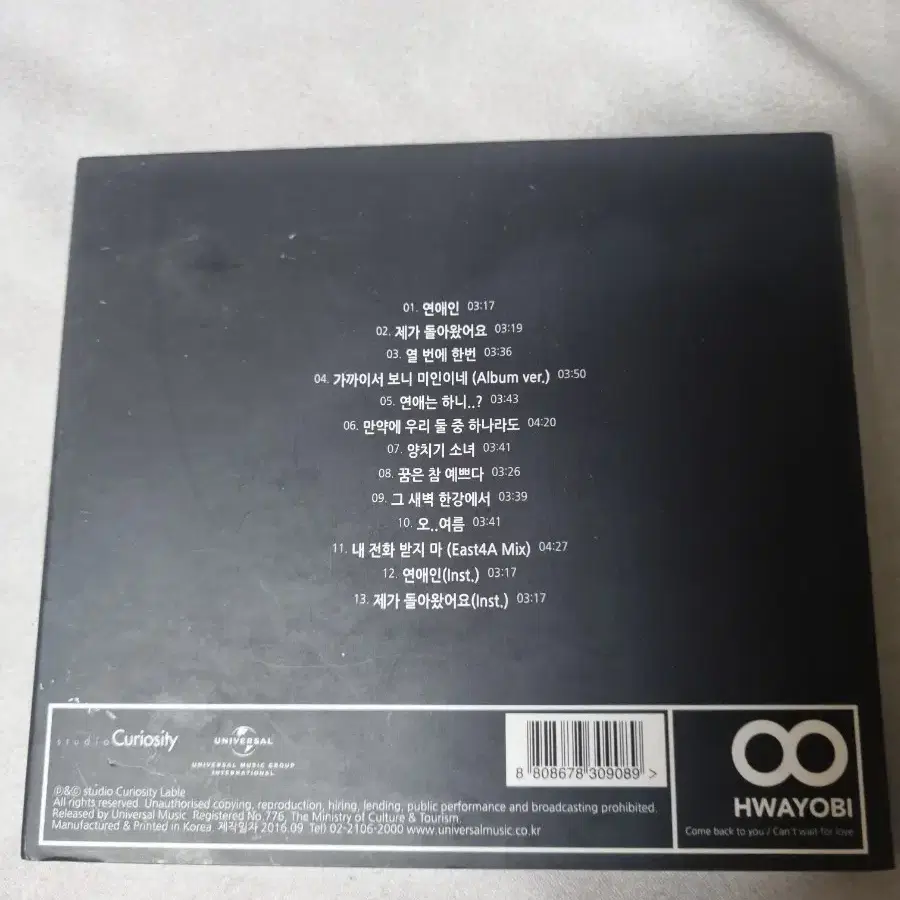 01. 연애인 03:17
02. 제가 돌아왔어요 03:19
03. 열 번에 한번 03:36
04. 가까이서 보니 미인이네 (Album ver.) 03:50
05. 연애는 하니..? 03:43
06. 만약에 우리 둘 중 하나라도 04:20
07. 양치기 소녀 03:41
08. 꿈은 참 예쁘다 03:26
09. 그 새벽 한강에서 03:39
10. 오..여름 03:41
11. 내 전화 받지 마 (East4A Mix) 04:27
12. 연애인(Inst.) 03:17
13. 제가 돌아왔어요(Inst.) 03:17
studio Curiosity
UNIVERSAL
UNIVERSAL MUSIC GROUP
INTERNATIONAL
8 808678 309089 >
℗&© studio Curiosity Lable
All rights reserved. Unauthorised copying, reproduction, hiring, lending, public performance and broadcasting prohibited.
Released by Universal Music. Registered No.776, The Ministry of Culture & Tourism.
Manufactured & Printed in Korea. 제작일자 2016.09 Tel) 02-2106-2000 www.universalmusic.co.kr
HWAYOBI
Come back to you / Can't wait for love